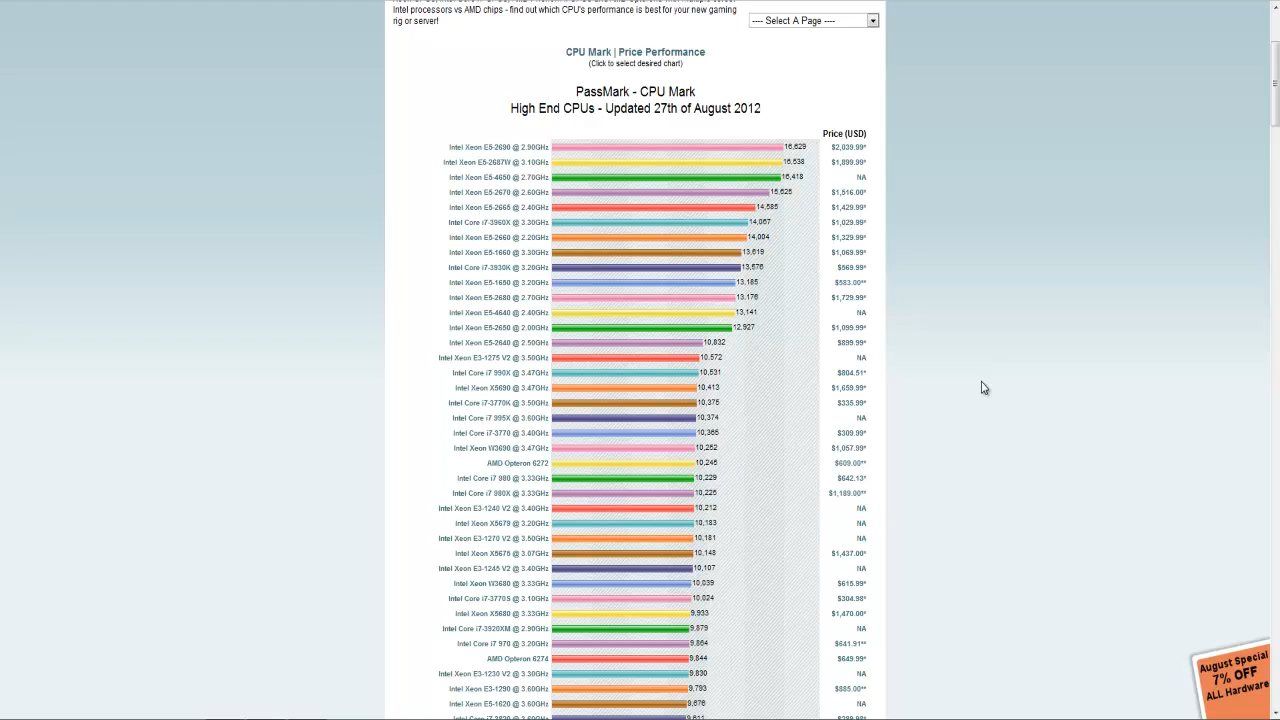 Intel processors vs AMD chips - find out which CPU's performance is best for your new gaming
rig or server!
---- Select A Page ----
CPU Mark | Price Performance
(Click to select desired chart)
PassMark - CPU Mark
High End CPUs - Updated 27th of August 2012
Price (USD)
Intel Xeon E5-2690 @ 2.90GHz 16,629 $2,039.99*
Intel Xeon E5-2687W @ 3.10GHz 16,538 $1,899.99*
Intel Xeon E5-4650 @ 2.70GHz 16,418 NA
Intel Xeon E5-2670 @ 2.60GHz 15,625 $1,516.00*
Intel Xeon E5-2665 @ 2.40GHz 14,585 $1,429.99*
Intel Core i7-3960X @ 3.30GHz 14,067 $1,029.99*
Intel Xeon E5-2660 @ 2.20GHz 14,004 $1,329.99*
Intel Xeon E5-1660 @ 3.30GHz 13,619 $1,069.99*
Intel Core i7-3930K @ 3.20GHz 13,576 $569.99*
Intel Xeon E5-1650 @ 3.20GHz 13,185 $583.00**
Intel Xeon E5-2680 @ 2.70GHz 13,176 $1,729.99*
Intel Xeon E5-4640 @ 2.40GHz 13,141 NA
Intel Xeon E5-2650 @ 2.00GHz 12,927 $1,099.99*
Intel Xeon E5-2640 @ 2.50GHz 10,832 $899.99*
Intel Xeon E3-1275 V2 @ 3.50GHz 10,572 NA
Intel Core i7 990X @ 3.47GHz 10,531 $804.51*
Intel Xeon X5690 @ 3.47GHz 10,413 $1,659.99*
Intel Core i7-3770K @ 3.50GHz 10,375 $335.99*
Intel Core i7 995X @ 3.60GHz 10,374 NA
Intel Core i7-3770 @ 3.40GHz 10,365 $309.99*
Intel Xeon W3690 @ 3.47GHz 10,252 $1,057.99*
AMD Opteron 6272 10,245 $609.00**
Intel Core i7 980 @ 3.33GHz 10,229 $642.13*
Intel Core i7 980X @ 3.33GHz 10,225 $1,189.00**
Intel Xeon E3-1240 V2 @ 3.40GHz 10,212 NA
Intel Xeon X5679 @ 3.20GHz 10,183 NA
Intel Xeon E3-1270 V2 @ 3.50GHz 10,181 NA
Intel Xeon X5675 @ 3.07GHz 10,148 $1,437.00*
Intel Xeon E3-1245 V2 @ 3.40GHz 10,107 NA
Intel Xeon W3680 @ 3.33GHz 10,039 $615.99*
Intel Core i7-3770S @ 3.10GHz 10,024 $304.98*
Intel Xeon X5680 @ 3.33GHz 9,933 $1,470.00*
Intel Core i7-3920XM @ 2.90GHz 9,879 NA
Intel Core i7 970 @ 3.20GHz 9,864 $641.91**
AMD Opteron 6274 9,844 $649.99*
Intel Xeon E3-1230 V2 @ 3.30GHz 9,830 NA
Intel Xeon E3-1290 @ 3.60GHz 9,793 $885.00**
Intel Xeon E5-1620 @ 3.60GHz 9,676 NA
August Special
7% OFF
ALL Hardware